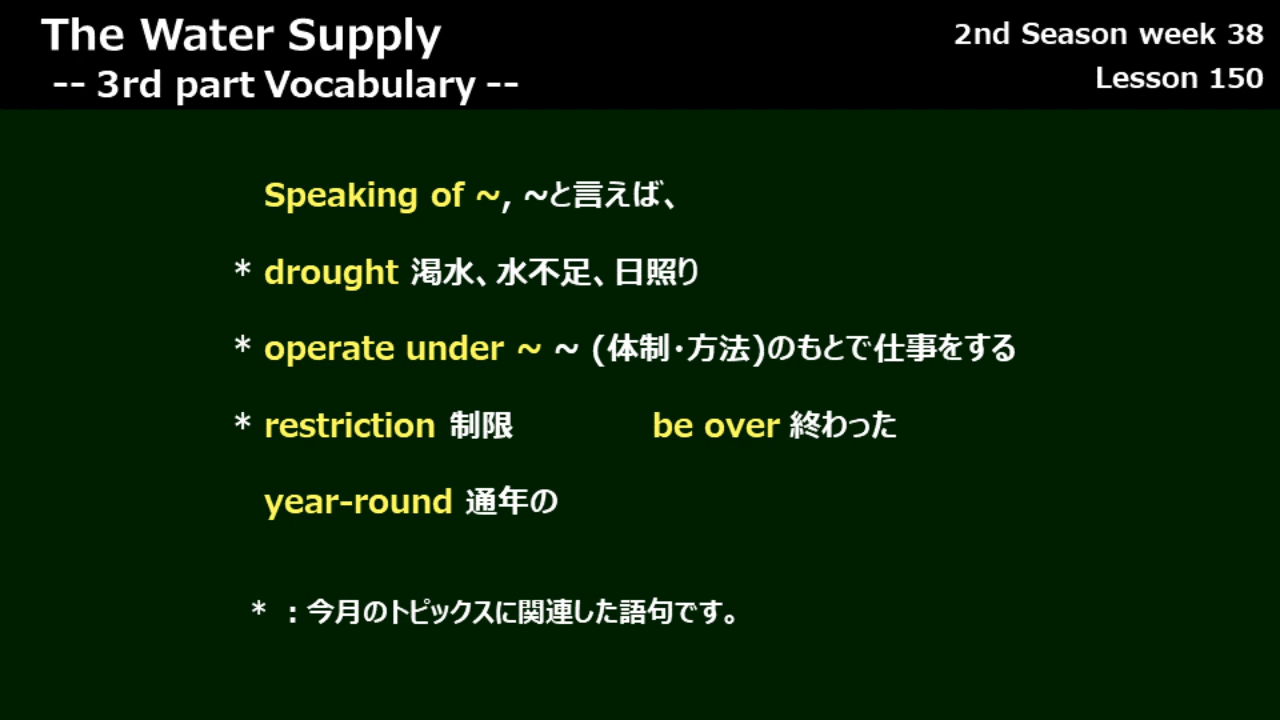 The Water Supply
-- 3rd part Vocabulary --
2nd Season week 38
Lesson 150
Speaking of ~, ~と言えば、
* drought 渇水、水不足、日照り
* operate under ~ ~ (体制・方法)のもとで仕事をする
* restriction 制限 be over 終わった
year-round 通年の
* : 今月のトピックスに関連した語句です。